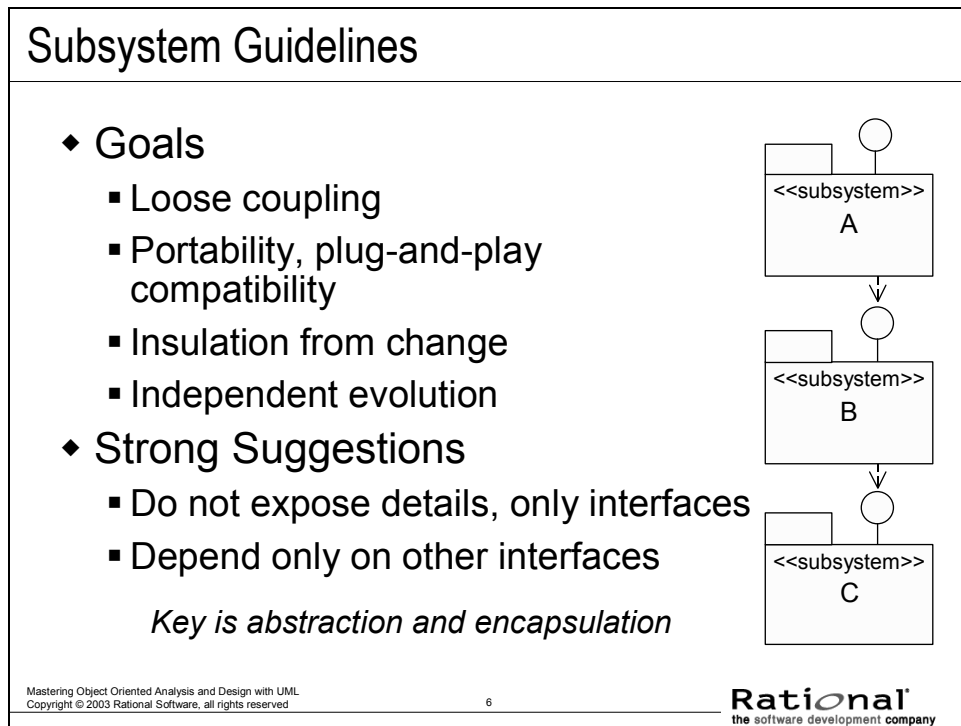 Subsystem Guidelines
◆ Goals
▪ Loose coupling
▪ Portability, plug-and-play
compatibility
▪ Insulation from change
▪ Independent evolution
◆ Strong Suggestions
▪ Do not expose details, only interfaces
▪ Depend only on other interfaces
Key is abstraction and encapsulation
<<subsystem>>
A
<<subsystem>>
B
<<subsystem>>
C
Mastering Object Oriented Analysis and Design with UML
Copyright © 2003 Rational Software, all rights reserved
6
Rational
the software development company